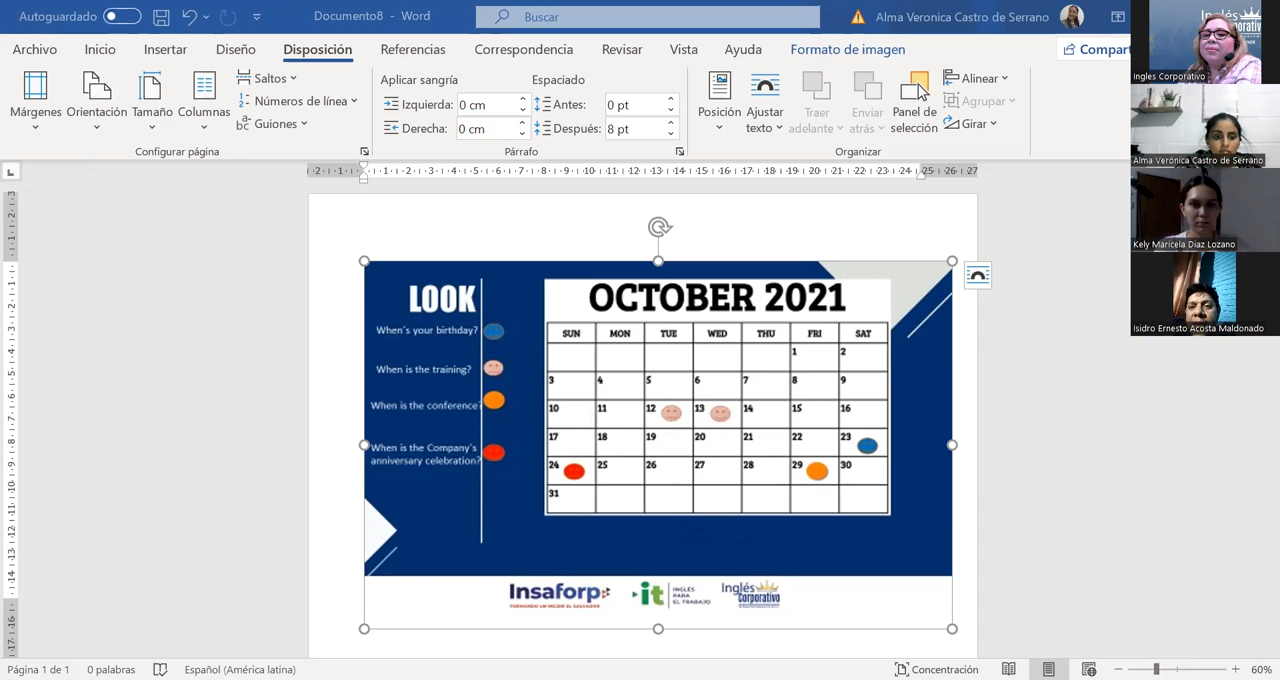 Autoguardado
Documento8 - Word
Buscar
Alma Veronica Castro de Serrano
Archivo Inicio Insertar Diseño Disposición Referencias Correspondencia Revisar Vista Ayuda Formato de imagen
Compart
Márgenes
Orientación
Tamaño
Columnas
Saltos
Números de línea
Guiones
Configurar página
Aplicar sangría
Izquierda: 0 cm
Derecha: 0 cm
Espaciado
Antes: 0 pt
Después: 8 pt
Párrafo
Posición
Ajustar
texto
Traer
adelante
Enviar
atrás
Panel de
selección
Alinear
Agrupar
Girar
Organizar
Ingles Corporativo
Alma Verónica Castro de Serrano
Kely Maricela Diaz Lozano
Isidro Ernesto Acosta Maldonado
LOOK
When´s your birthday?
When is the training?
When is the conference?
When is the Company´s
anniversary celebration?
OCTOBER 2021
SUN MON TUE WED THU FRI SAT
1 2
3 4 5 6 7 8 9
10 11 12 13 14 15 16
17 18 19 20 21 22 23
24 25 26 27 28 29 30
31
Insaforp
FORMANDO UN MEJOR EL SALVADOR
it INGLÉS
PARA
EL TRABAJO
Inglés
Corporativo
Página 1 de 1
0 palabras
Español (América latina)
Concentración
60%